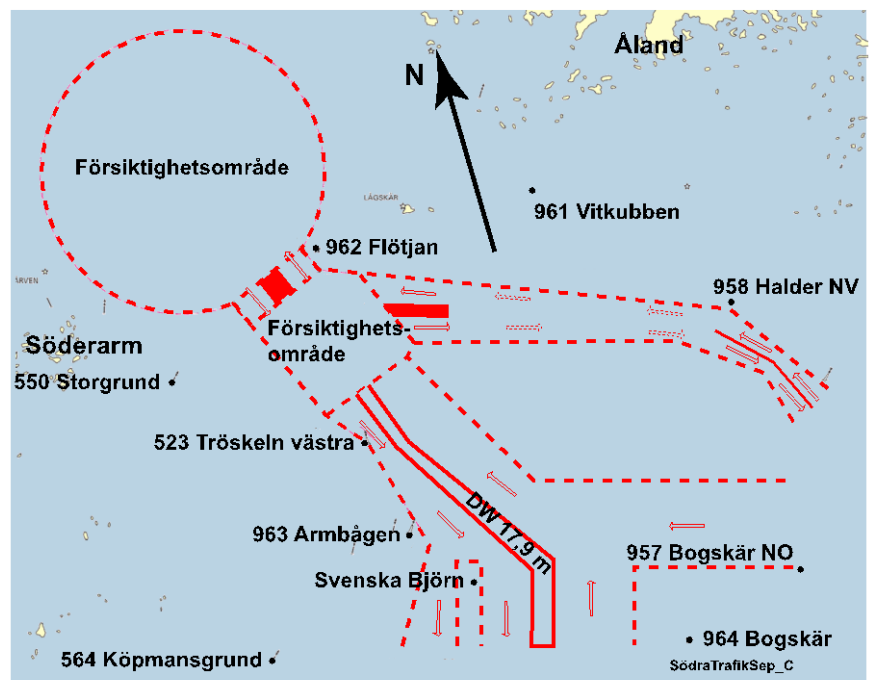 Åland
N
Försiktighetsområde
LÅGSKÄR
961 Vitkubben
962 Flötjan
ARVEN
958 Halder NV
Försiktighets-
område
Söderarm
550 Storgrund
523 Tröskeln västra
DW 17,9 m
963 Armbågen
957 Bogskär NO
Svenska Björn
964 Bogskär
564 Köpmansgrund
SödraTrafikSep_C